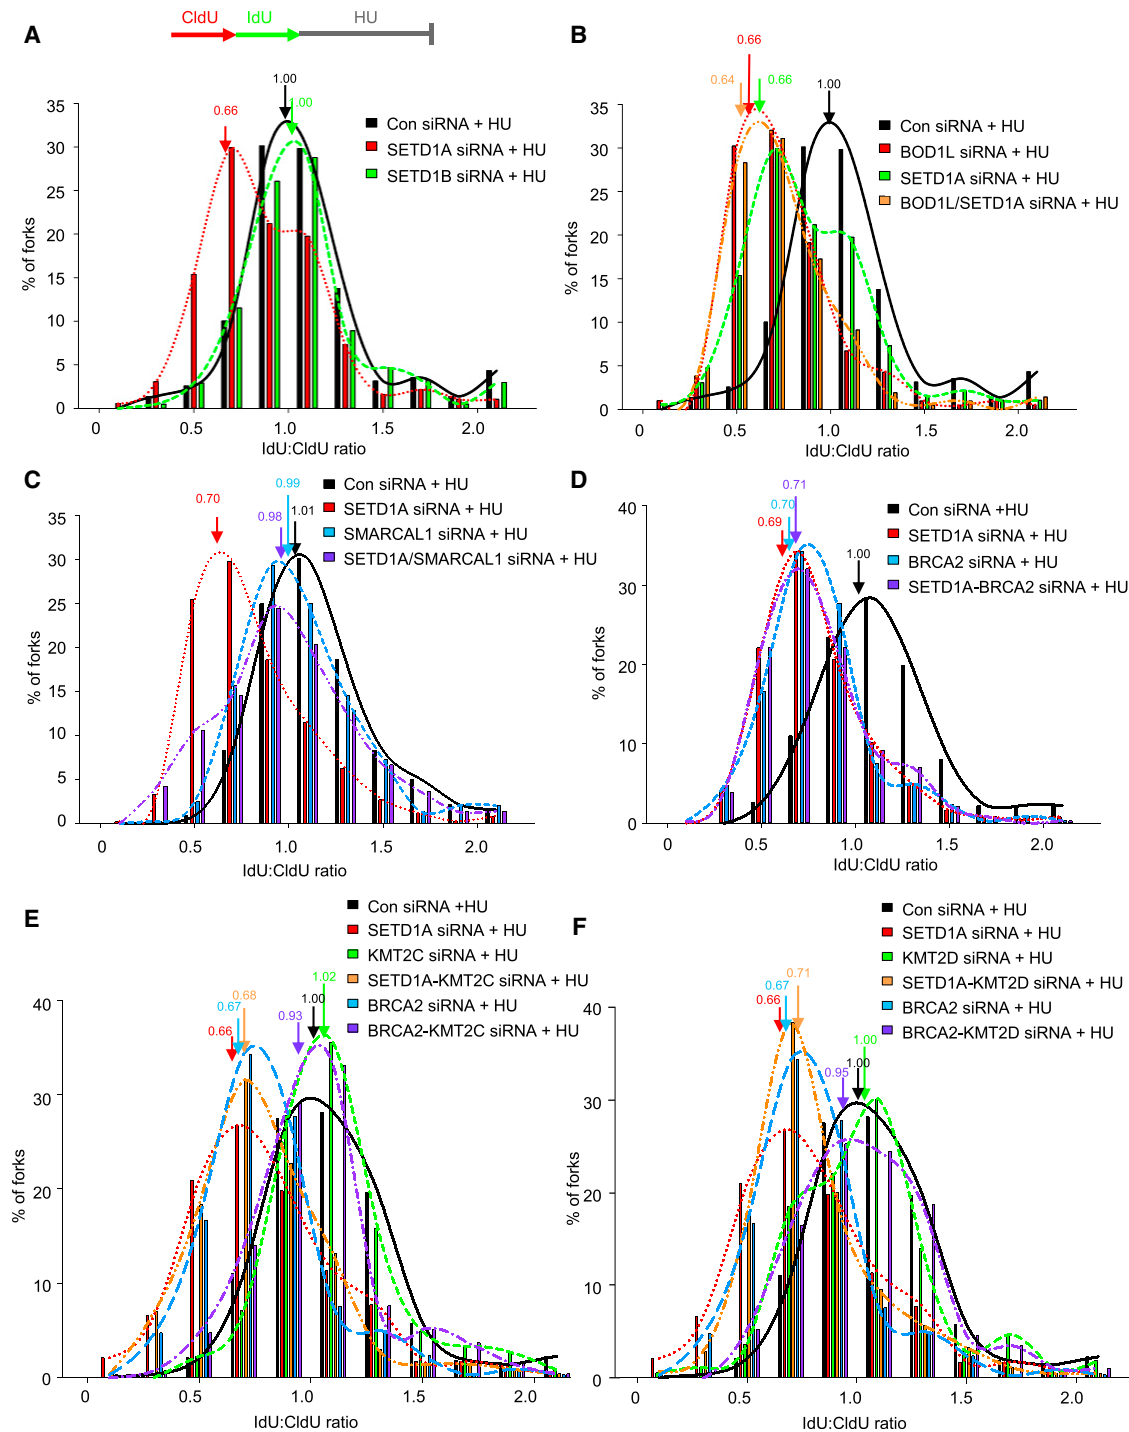 A
CldU IdU HU
1.00
0.66
1.00
Con siRNA + HU
SETD1A siRNA + HU
SETD1B siRNA + HU
% of forks
35
30
25
20
15
10
5
0
0 0.5 1.0 1.5 2.0
IdU:CldU ratio
B
0.66
0.64
0.66
1.00
Con siRNA + HU
BOD1L siRNA + HU
SETD1A siRNA + HU
BOD1L/SETD1A siRNA + HU
% of forks
35
30
25
20
15
10
5
0
0 0.5 1.0 1.5 2.0
IdU:CldU ratio
C
0.70
0.99
0.98
1.01
Con siRNA + HU
SETD1A siRNA + HU
SMARCAL1 siRNA + HU
SETD1A/SMARCAL1 siRNA + HU
% of forks
35
30
25
20
15
10
5
0
0 0.5 1.0 1.5 2.0
IdU:CldU ratio
D
0.71
0.70
0.69
1.00
Con siRNA +HU
SETD1A siRNA + HU
BRCA2 siRNA + HU
SETD1A-BRCA2 siRNA + HU
% of forks
40
30
20
10
0
0 0.5 1.0 1.5 2.0
IdU:CldU ratio
E
Con siRNA +HU
SETD1A siRNA + HU
KMT2C siRNA + HU
SETD1A-KMT2C siRNA + HU
BRCA2 siRNA + HU
BRCA2-KMT2C siRNA + HU
0.68
0.67
0.66
1.02
1.00
0.93
% of forks
40
30
20
10
0
0 0.5 1.0 1.5 2.0
IdU:CldU ratio
F
Con siRNA + HU
SETD1A siRNA + HU
KMT2D siRNA + HU
SETD1A-KMT2D siRNA + HU
BRCA2 siRNA + HU
BRCA2-KMT2D siRNA + HU
0.71
0.67
0.66
1.00
1.00
0.95
% of forks
40
30
20
10
0
0 0.5 1.0 1.5 2.0
IdU:CldU ratio